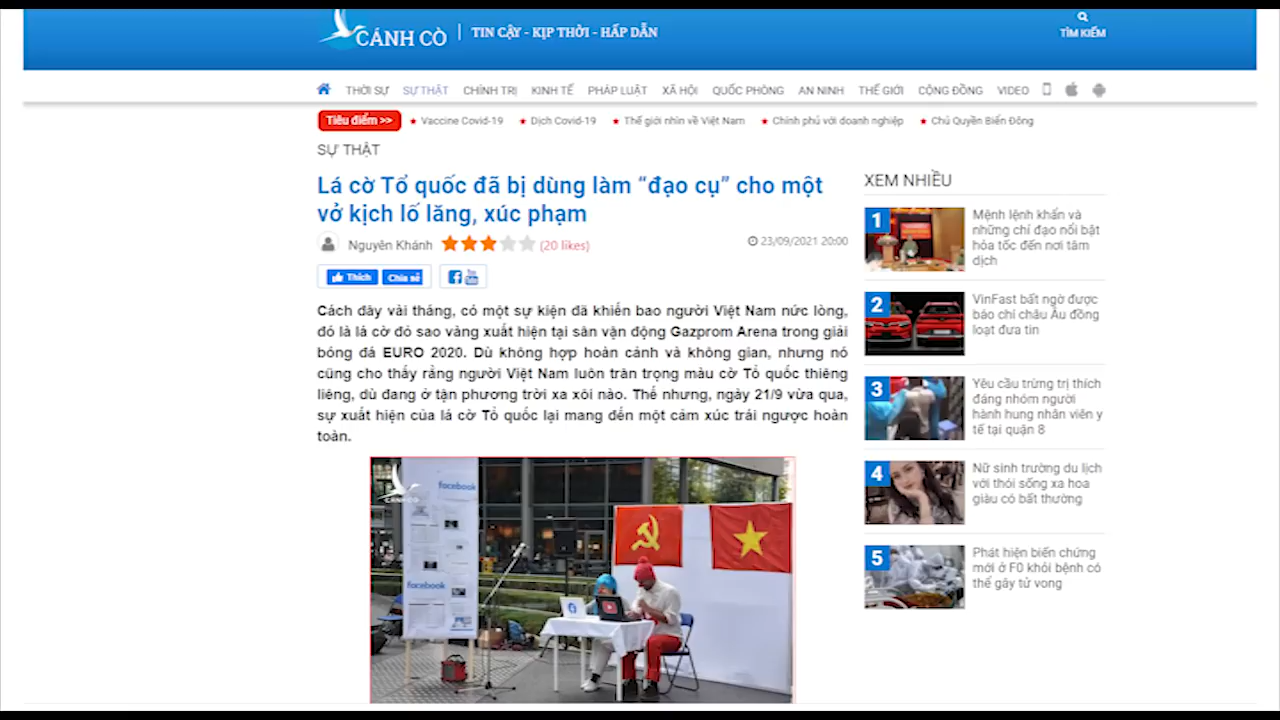 CÁNH CÒ
TIN CẬY - KỊP THỜI - HẤP DẪN
TÌM KIẾM
THỜI SỰ SỰ THẬT CHÍNH TRỊ KINH TẾ PHÁP LUẬT XÃ HỘI QUỐC PHÒNG AN NINH THẾ GIỚI CỘNG ĐỒNG VIDEO
Tiêu điểm >> ★ Vaccine Covid-19 ★ Dịch Covid-19 ★ Thế giới nhìn về Việt Nam ★ Chính phủ với doanh nghiệp ★ Chủ Quyền Biển Đông
SỰ THẬT
Lá cờ Tổ quốc đã bị dùng làm “đạo cụ” cho một
vở kịch lố lăng, xúc phạm
Nguyên Khánh (20 likes) 23/09/2021 20:00
Thích Chia sẻ
Cách đây vài tháng, có một sự kiện đã khiến bao người Việt Nam nức lòng,
đó là lá cờ đỏ sao vàng xuất hiện tại sân vận động Gazprom Arena trong giải
bóng đá EURO 2020. Dù không hợp hoàn cảnh và không gian, nhưng nó
cũng cho thấy rằng người Việt Nam luôn trân trọng màu cờ Tổ quốc thiêng
liêng, dù đang ở tận phương trời xa xôi nào. Thế nhưng, ngày 21/9 vừa qua,
sự xuất hiện của lá cờ Tổ quốc lại mang đến một cảm xúc trái ngược hoàn
toàn.
CÁNH CÒ
facebook
facebook
XEM NHIỀU
1
Mệnh lệnh khẩn và
những chỉ đạo nổi bật
hỏa tốc đến nơi tâm
dịch
2
VinFast bất ngờ được
báo chí châu Âu đồng
loạt đưa tin
3
Yêu cầu trừng trị thích
đáng nhóm người
hành hung nhân viên y
tế tại quận 8
4
Nữ sinh trường du lịch
với thói sống xa hoa
giàu có bất thường
5
Phát hiện biến chứng
mới ở F0 khỏi bệnh có
thể gây tử vong